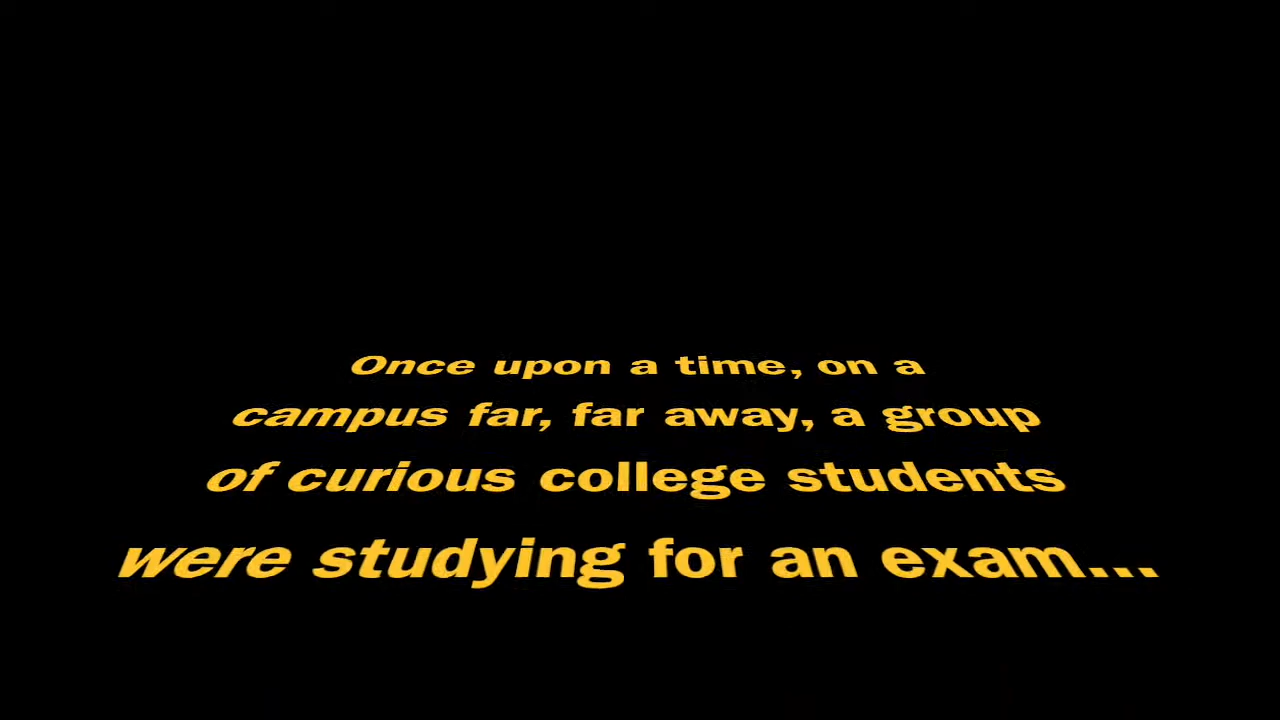 Once upon a time, on a
campus far, far away, a group
of curious college students
were studying for an exam...